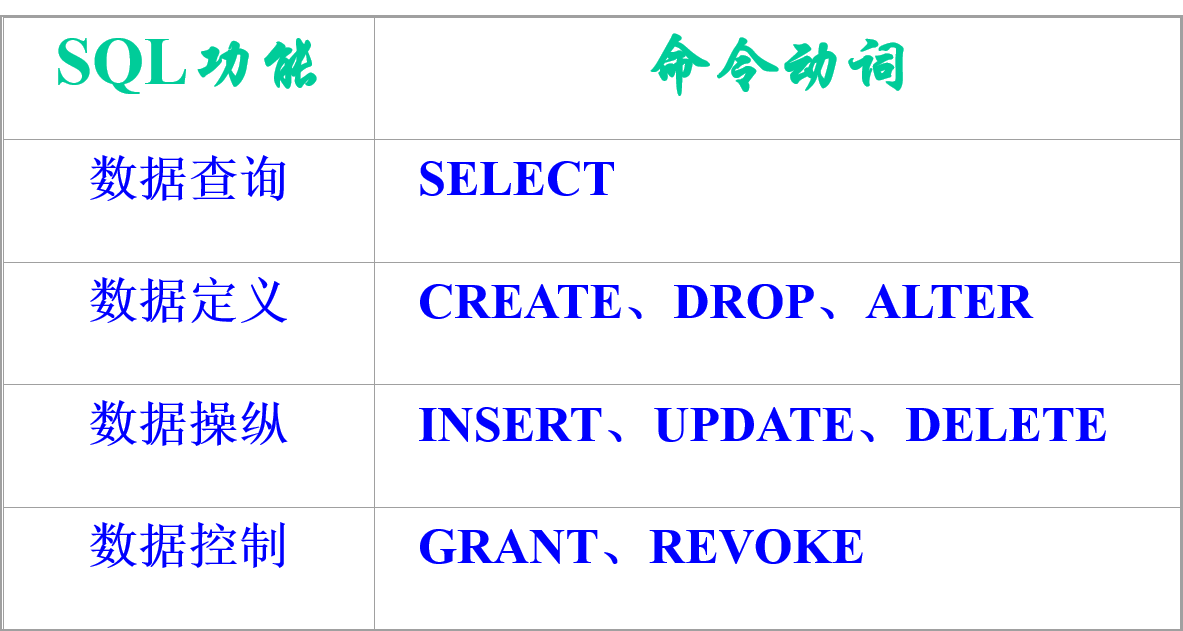 SQL功能 命令动词
数据查询 SELECT
数据定义 CREATE、DROP、ALTER
数据操纵 INSERT、UPDATE、DELETE
数据控制 GRANT、REVOKE